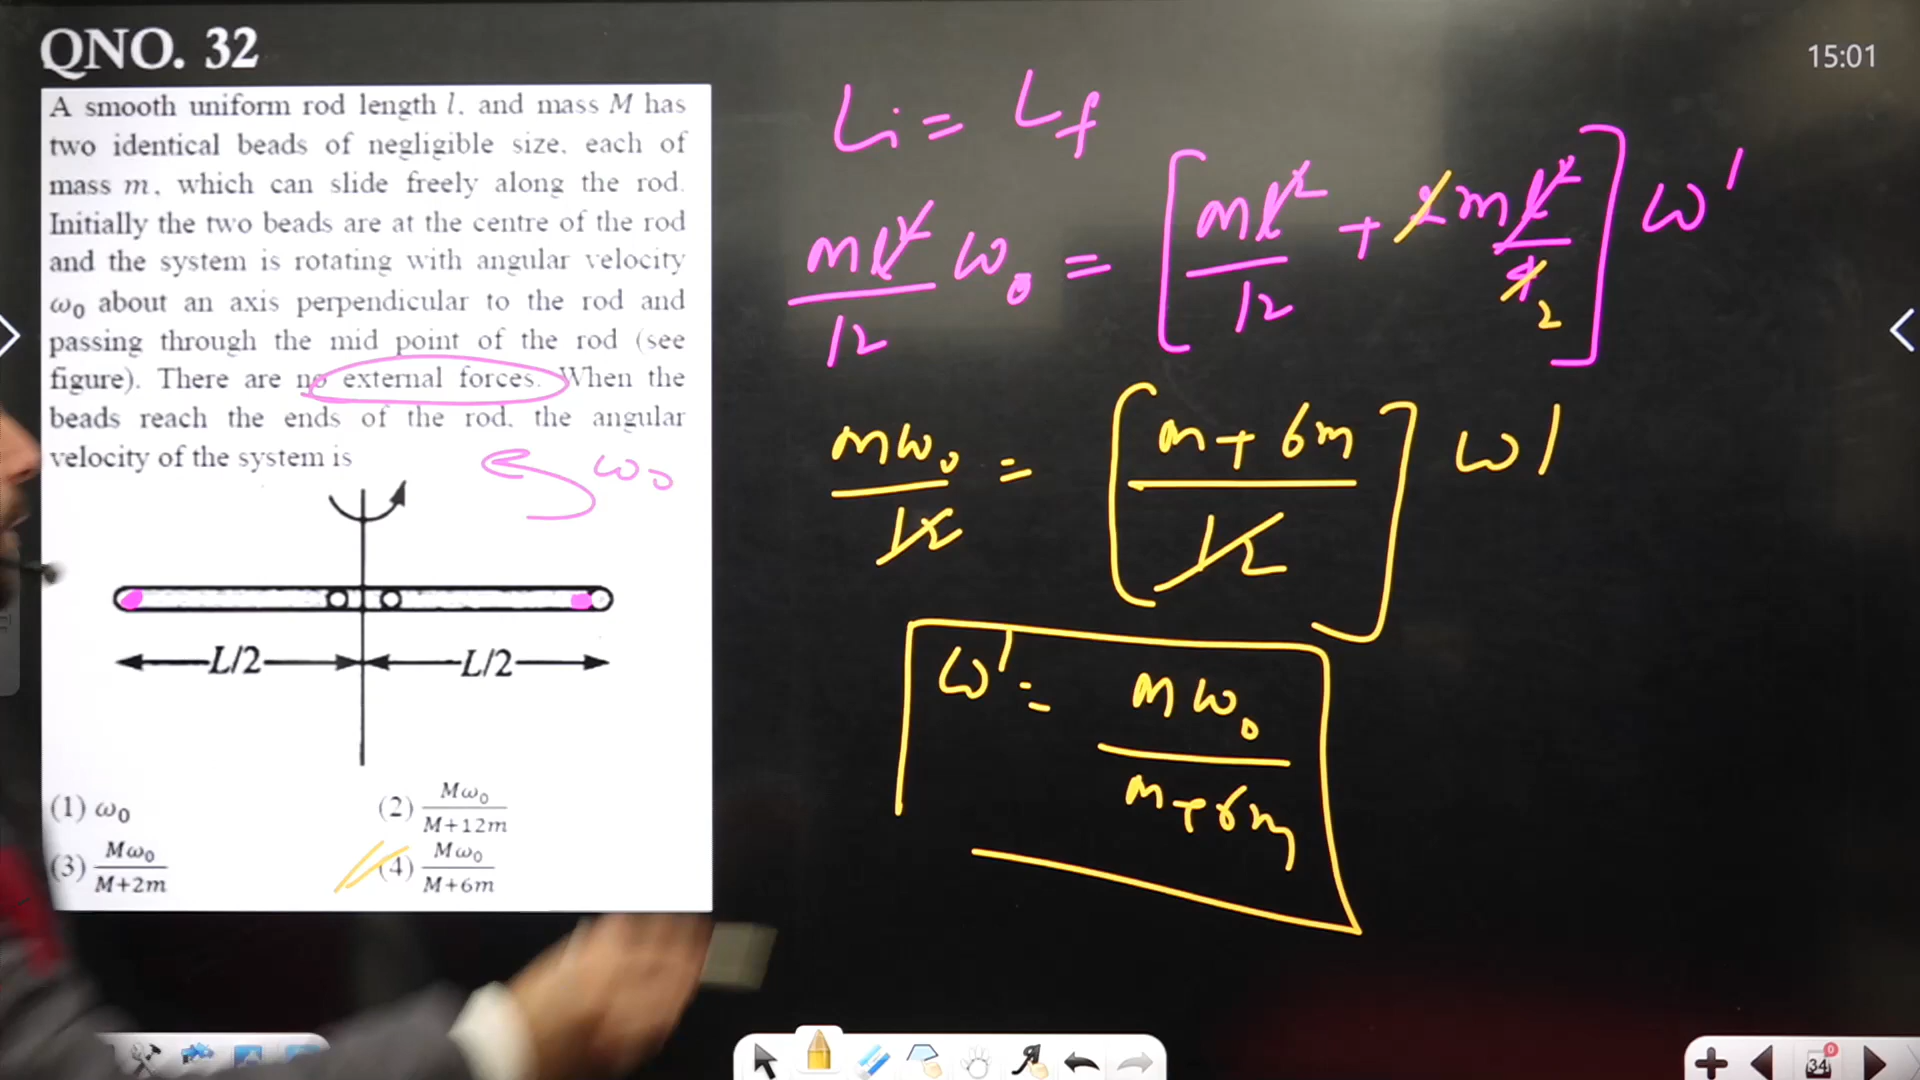 QNO. 32
15:01
A smooth uniform rod length l, and mass M has
two identical beads of negligible size, each of
mass m, which can slide freely along the rod.
Initially the two beads are at the centre of the rod
and the system is rotating with angular velocity
ω₀ about an axis perpendicular to the rod and
passing through the mid point of the rod (see
figure). There are no external forces. When the
beads reach the ends of the rod, the angular
velocity of the system is
ω₀
L/2 L/2
(1) ω₀ (2) Mω₀/(M+12m)
(3) Mω₀/(M+2m) (4) Mω₀/(M+6m)
Li = Lf
ml²/12 ω₀ = [ml²/12 + 2ml²/4 2] ω'
mω₀/12 = [m+6m/12] ω'
ω' = mω₀/m+6m
34
0